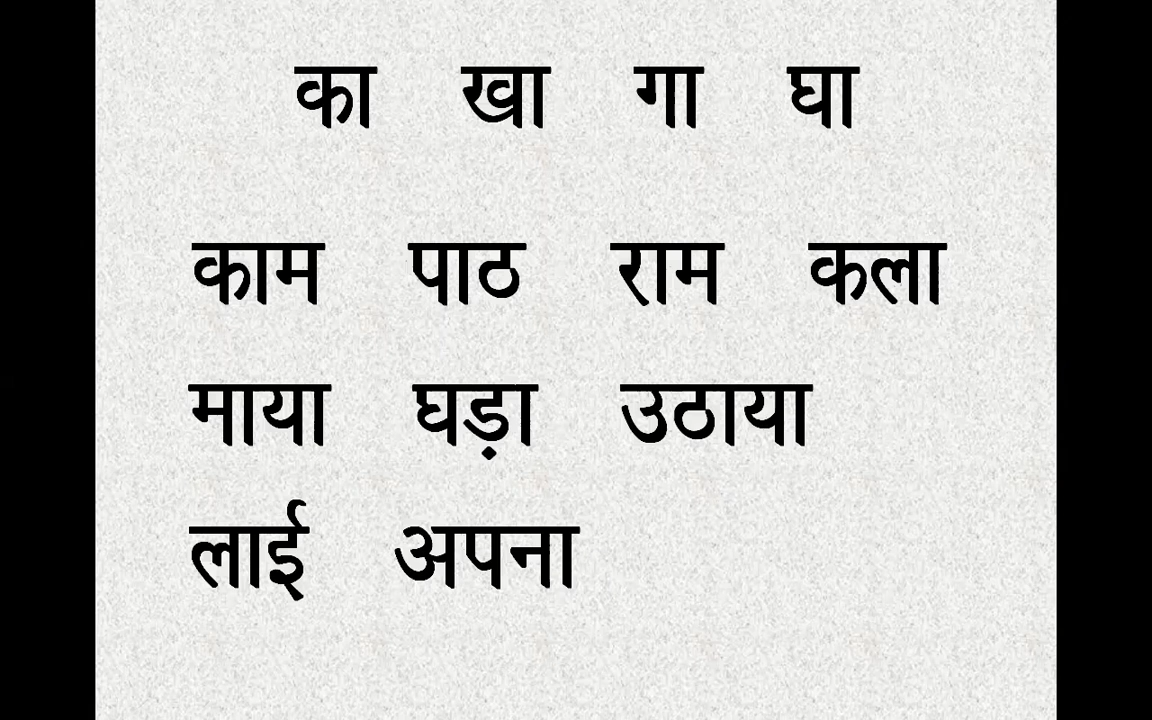 का खा गा घा
काम पाठ राम कला
माया घड़ा उठाया
लाई अपना